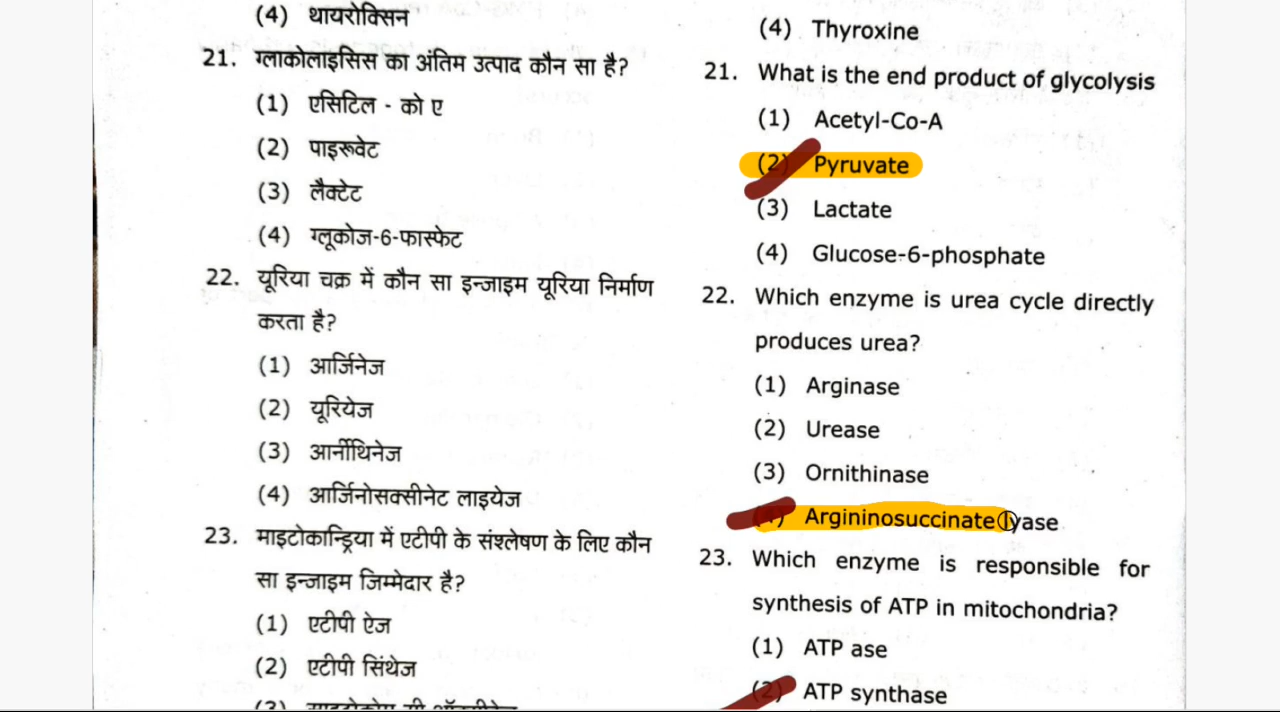 (4) थायरोक्सिन
21. ग्लाकोलाइसिस का अंतिम उत्पाद कौन सा है?
(1) एसिटिल - को ए
(2) पाइरूवेट
(3) लैक्टेट
(4) ग्लूकोज-6-फास्फेट
22. यूरिया चक्र में कौन सा इन्जाइम यूरिया निर्माण
करता है?
(1) आर्जिनेज
(2) यूरियेज
(3) आर्नीथिनेज
(4) आर्जिनोसक्सीनेट लाइयेज
23. माइटोकान्ड्रिया में एटीपी के संश्लेषण के लिए कौन
सा इन्जाइम जिम्मेदार है?
(1) एटीपी ऐज
(2) एटीपी सिंथेज
(4) Thyroxine
21. What is the end product of glycolysis
(1) Acetyl-Co-A
(2) Pyruvate
(3) Lactate
(4) Glucose-6-phosphate
22. Which enzyme is urea cycle directly
produces urea?
(1) Arginase
(2) Urease
(3) Ornithinase
(4) Argininosuccinate lyase
23. Which enzyme is responsible for
synthesis of ATP in mitochondria?
(1) ATP ase
(2) ATP synthase